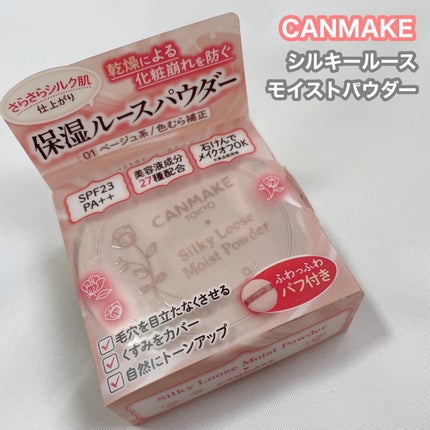 CANMAKE
シルキールース
モイストパウダー
乾燥による
化粧崩れを防ぐ
さらさらシルク肌
仕上がり
保湿ルースパウダー
01 ベージュ系/色むら補正
SPF23
PA++
美容液成分
27種配合
石けんで
メイクオフOK
CANMAKE
TOKYO
Silky Loose
Moist Powder
ふわっふわ
パフ付き
毛穴を目立たなくさせる
くすみをカバー
自然にトーンアップ
Silky Loose Moist Powder
CANMAKE